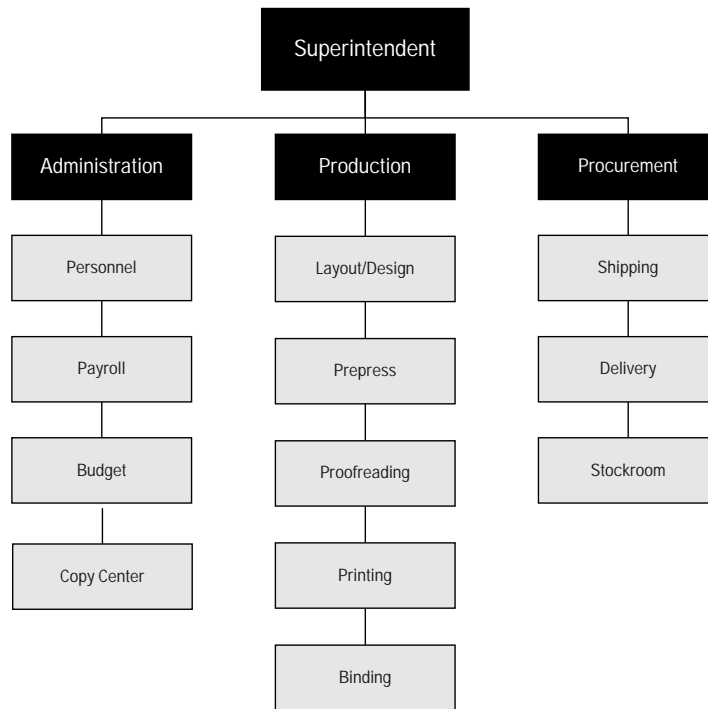 Superintendent
Administration
Production
Procurement
Personnel
Layout/Design
Shipping
Payroll
Prepress
Delivery
Budget
Proofreading
Stockroom
Copy Center
Printing
Binding